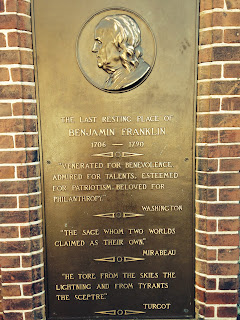 THE LAST RESTING PLACE OF
BENJAMIN FRANKLIN
1706 — 1790
"VENERATED FOR BENEVOLENCE,
ADMIRED FOR TALENTS, ESTEEMED
FOR PATRIOTISM, BELOVED FOR
PHILANTHROPY."
WASHINGTON
"THE SAGE WHOM TWO WORLDS
CLAIMED AS THEIR OWN"
MIRABEAU
"HE TORE FROM THE SKIES THE
LIGHTNING AND FROM TYRANTS
THE SCEPTRE"
TURGOT